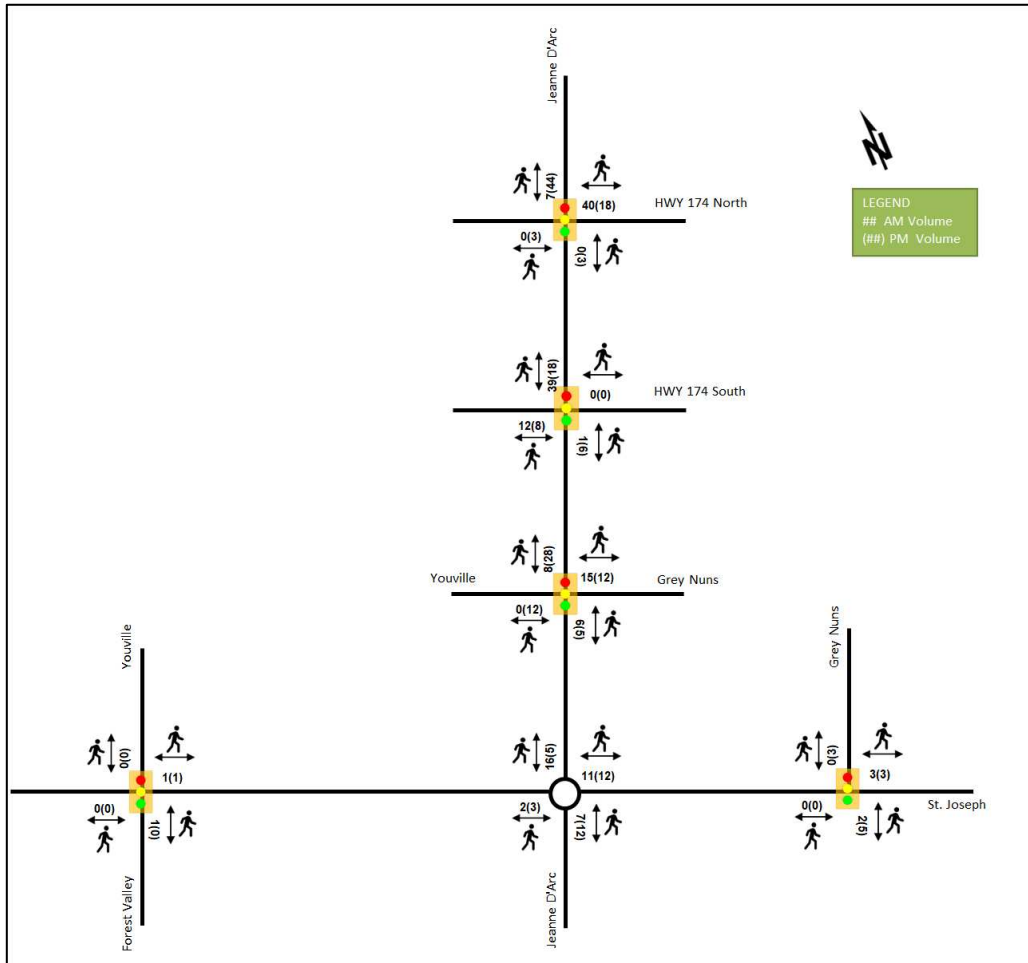 Jeanne D'Arc
N
7(44)
40(18)
HWY 174 North
LEGEND
## AM Volume
(##) PM Volume
0(3)
0(3)
39(18)
0(0)
HWY 174 South
12(8)
1(6)
8(28)
15(12)
Youville
Grey Nuns
0(12)
6(5)
Youville
Grey Nuns
0(0)
1(1)
16(5)
11(12)
0(3)
3(3)
St. Joseph
0(0)
1(0)
2(3)
7(12)
0(0)
2(5)
Forest Valley
Jeanne D'Arc